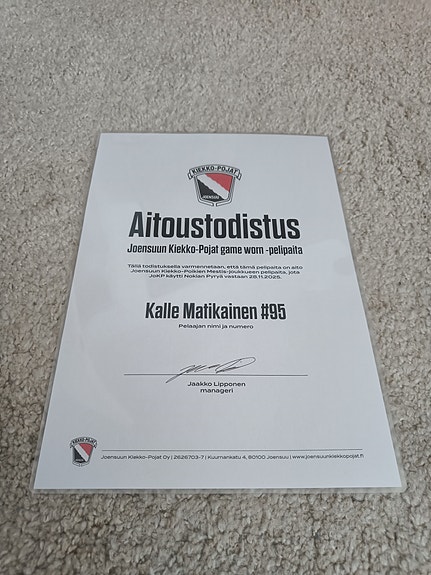 KIEKKO-POJAT
JOENSUU
Aitoustodistus
Joensuun Kiekko-Pojat game worn -pelipaita
Tällä todistuksella varmennetaan, että tämä pelipaita on aito
Joensuun Kiekko-Poikien Mestis-joukkueen pelipaita, jota
JoKP käytti Nokian Pyryä vastaan 28.11.2025.
Kalle Matikainen #95
Pelaajan nimi ja numero
Jaakko Lipponen
manageri
KIEKKO-POJAT
Joensuun Kiekko-Pojat Oy | 2626703-7 | Kuurnankatu 4, 80100 Joensuu | www.joensuunkiekkopojat.fi